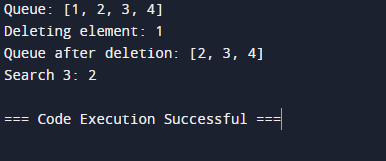 Queue: [1, 2, 3, 4]
Deleting element: 1
Queue after deletion: [2, 3, 4]
Search 3: 2
=== Code Execution Successful ===